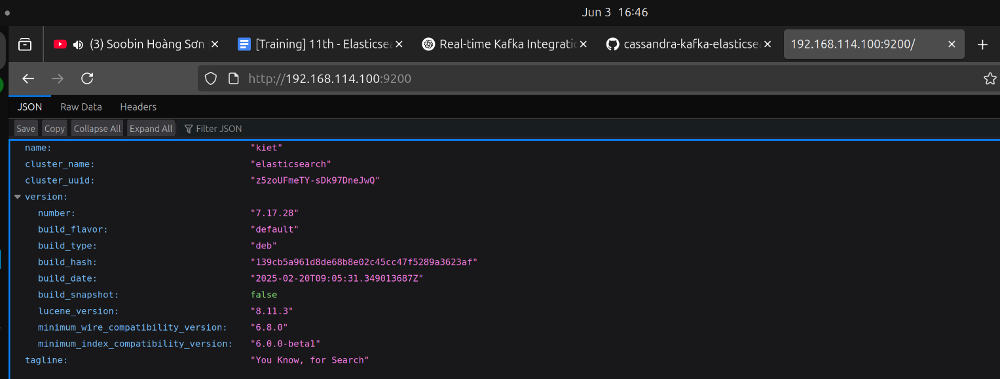 Jun 3 16:46
(3) Soobin Hoàng Sơn
[Training] 11th - Elasticse
Real-time Kafka Integratio
cassandra-kafka-elasticsea
192.168.114.100:9200/
http://192.168.114.100:9200
JSON Raw Data Headers
Save Copy Collapse All Expand All Filter JSON
name: "kiet"
cluster_name: "elasticsearch"
cluster_uuid: "z5zoUFmeTY-sDk97DneJwQ"
version:
number: "7.17.28"
build_flavor: "default"
build_type: "deb"
build_hash: "139cb5a961d8de68b8e02c45cc47f5289a3623af"
build_date: "2025-02-20T09:05:31.349013687Z"
build_snapshot: false
lucene_version: "8.11.3"
minimum_wire_compatibility_version: "6.8.0"
minimum_index_compatibility_version: "6.0.0-beta1"
tagline: "You Know, for Search"